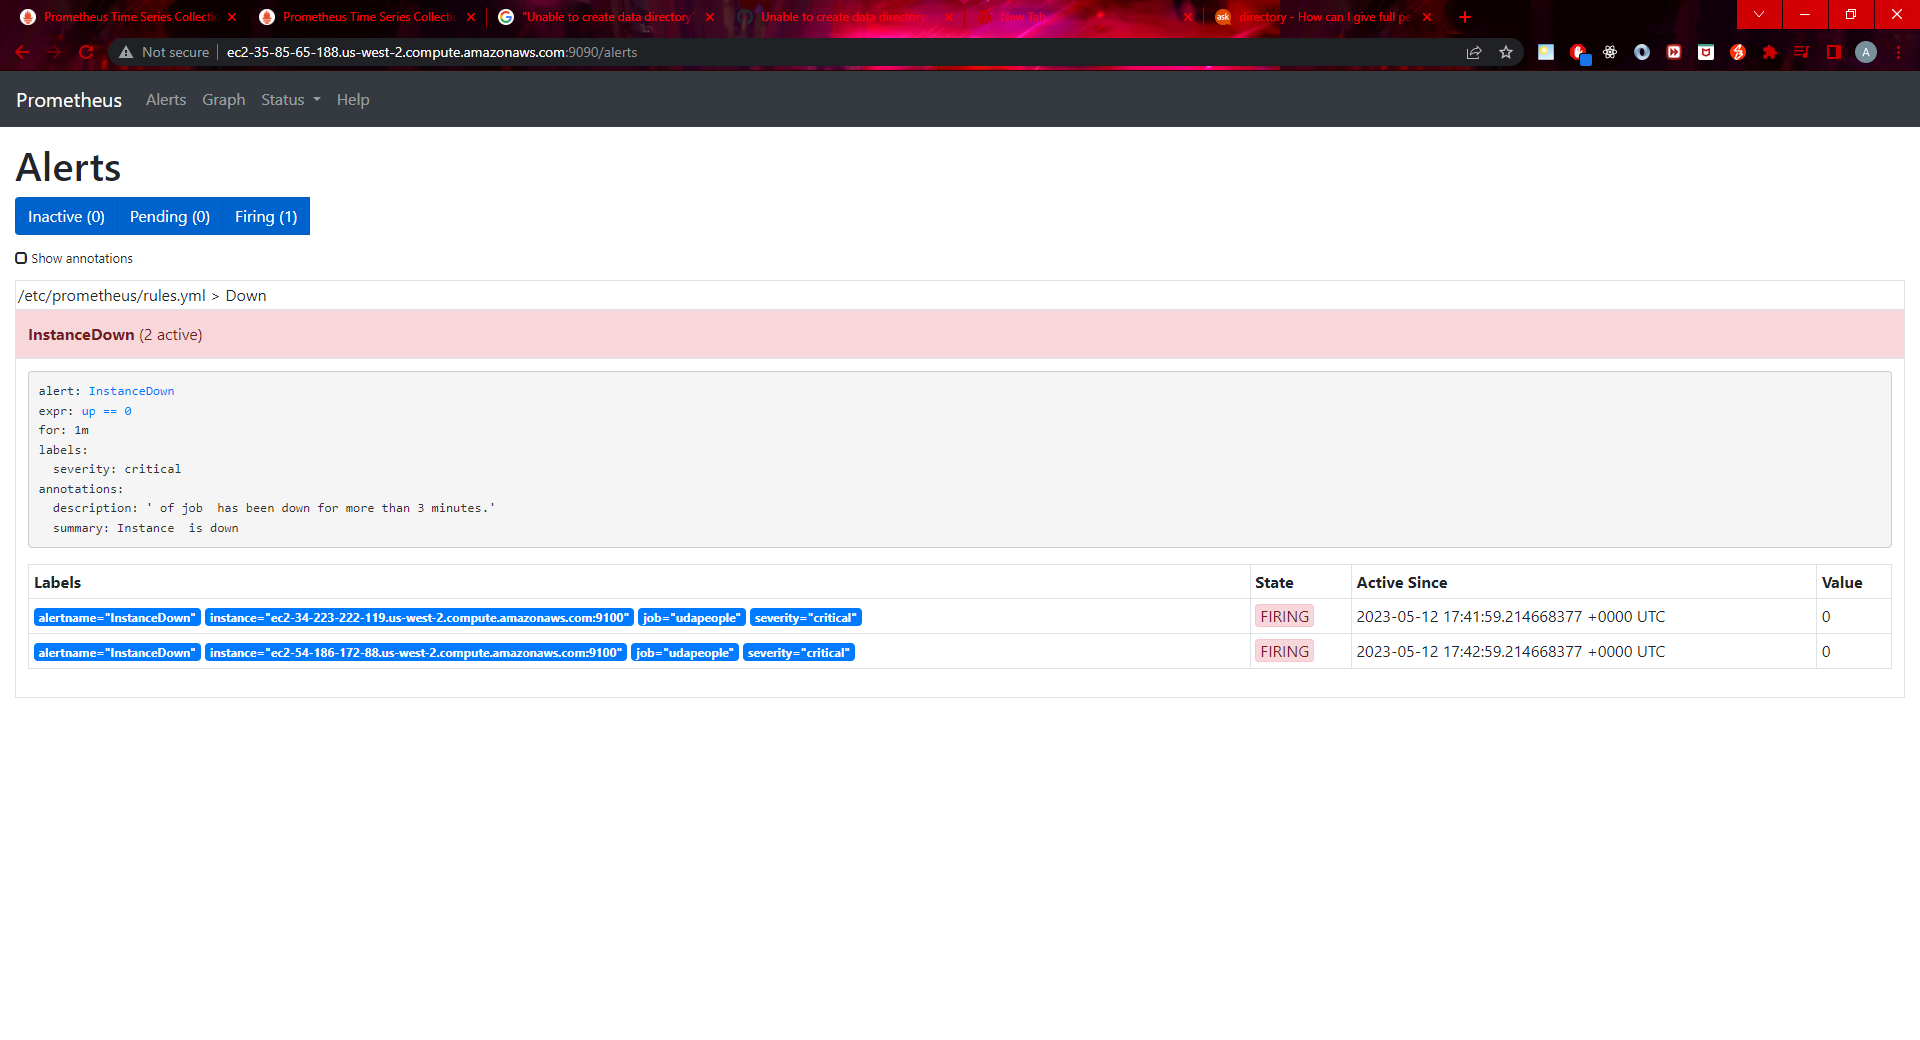 Prometheus Time Series Collectio
Prometheus Time Series Collectio
"Unable to create data directory"
Unable to create data directory
New Tab
directory - How can I give full pe
Not secure
ec2-35-85-65-188.us-west-2.compute.amazonaws.com:9090/alerts
A
Prometheus Alerts Graph Status Help
Alerts
Inactive (0) Pending (0) Firing (1)
Show annotations
/etc/prometheus/rules.yml > Down
InstanceDown (2 active)
alert: InstanceDown
expr: up == 0
for: 1m
labels:
  severity: critical
annotations:
  description: ' of job  has been down for more than 3 minutes.'
  summary: Instance  is down
Labels State Active Since Value
alertname="InstanceDown" instance="ec2-34-223-222-119.us-west-2.compute.amazonaws.com:9100" job="udapeople" severity="critical" FIRING 2023-05-12 17:41:59.214668377 +0000 UTC 0
alertname="InstanceDown" instance="ec2-54-186-172-88.us-west-2.compute.amazonaws.com:9100" job="udapeople" severity="critical" FIRING 2023-05-12 17:42:59.214668377 +0000 UTC 0